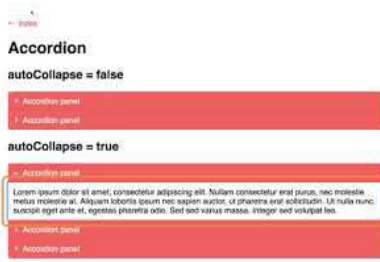 ← Index
Accordion
autoCollapse = false
Accordion panel
Accordion panel
autoCollapse = true
Accordion panel
Lorem ipsum dolor sit amet, consectetur adipiscing elit. Nullam consectetur erat purus, nec molestie
metus molestie at. Aliquam lobortis ipsum nec sapien auctor, ut pharetra erat sollicitudin. Ut nulla nunc,
suscipit eget ante et, egestas pharetra odio. Sed sed varius massa. Integer sed volutpat leo.
Accordion panel
Accordion panel